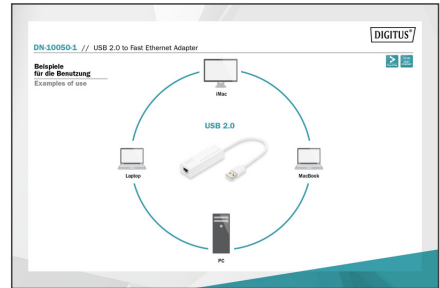 DIGITUS®
DN-10050-1 // USB 2.0 to Fast Ethernet Adapter
Beispiele
für die Benutzung
Examples of use
iMac
USB 2.0
Laptop
MacBook
PC